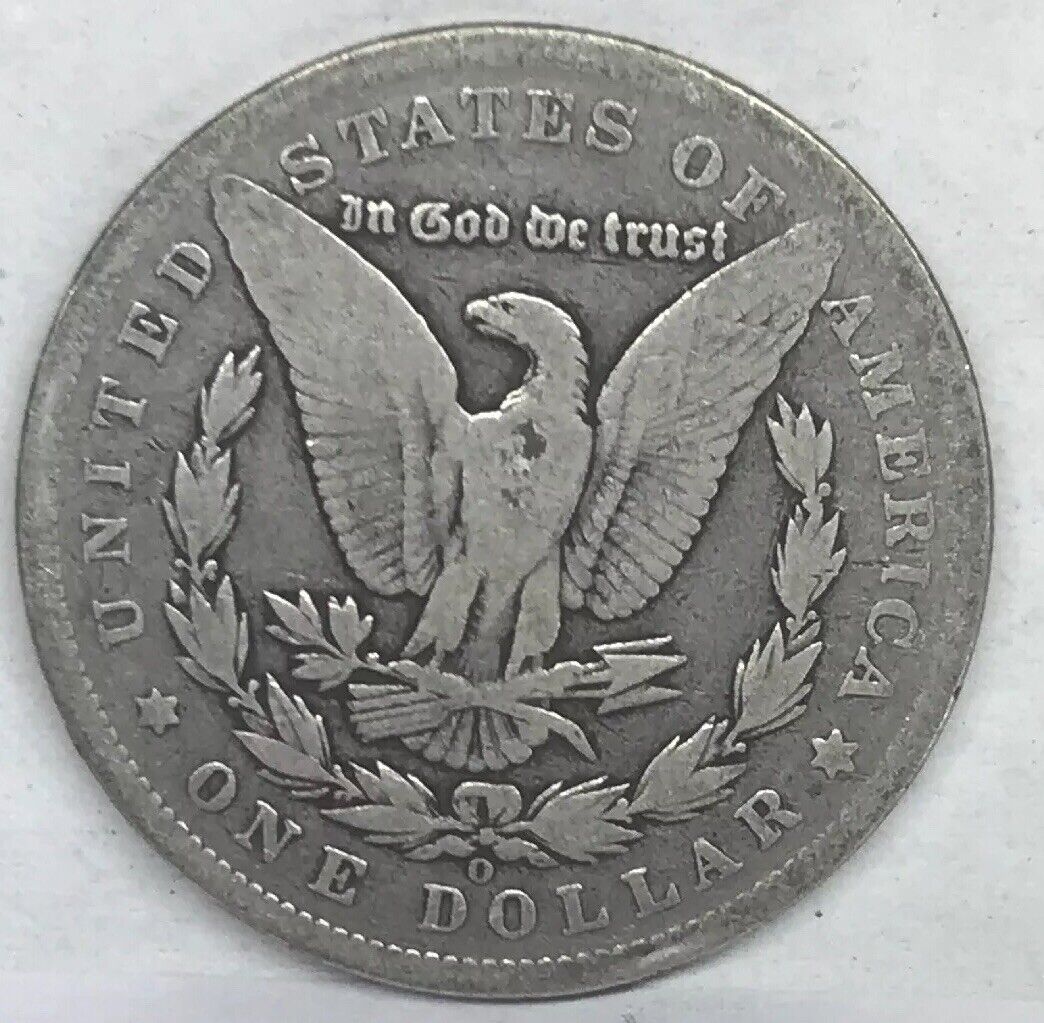 UNITED STATES OF AMERICA
In God we trust
O
ONE DOLLAR